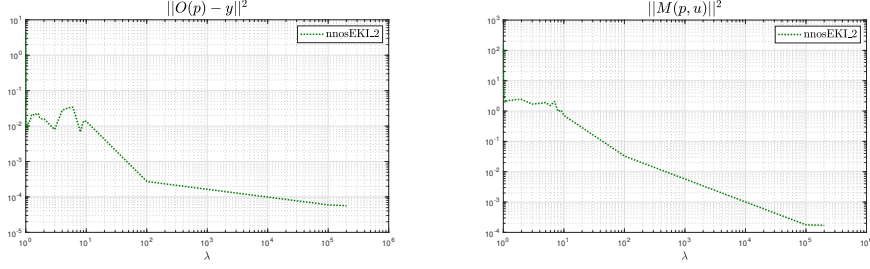 ||O(p) − y||²
10¹
10⁰
10⁻¹
10⁻²
10⁻³
10⁻⁴
10⁻⁵
10⁰ 10¹ 10² 10³ 10⁴ 10⁵ 10⁶
λ
nnosEKI_2
||M(p, u)||²
10³
10²
10¹
10⁰
10⁻¹
10⁻²
10⁻³
10⁻⁴
10⁰ 10¹ 10² 10³ 10⁴ 10⁵ 10⁶
λ
nnosEKI_2